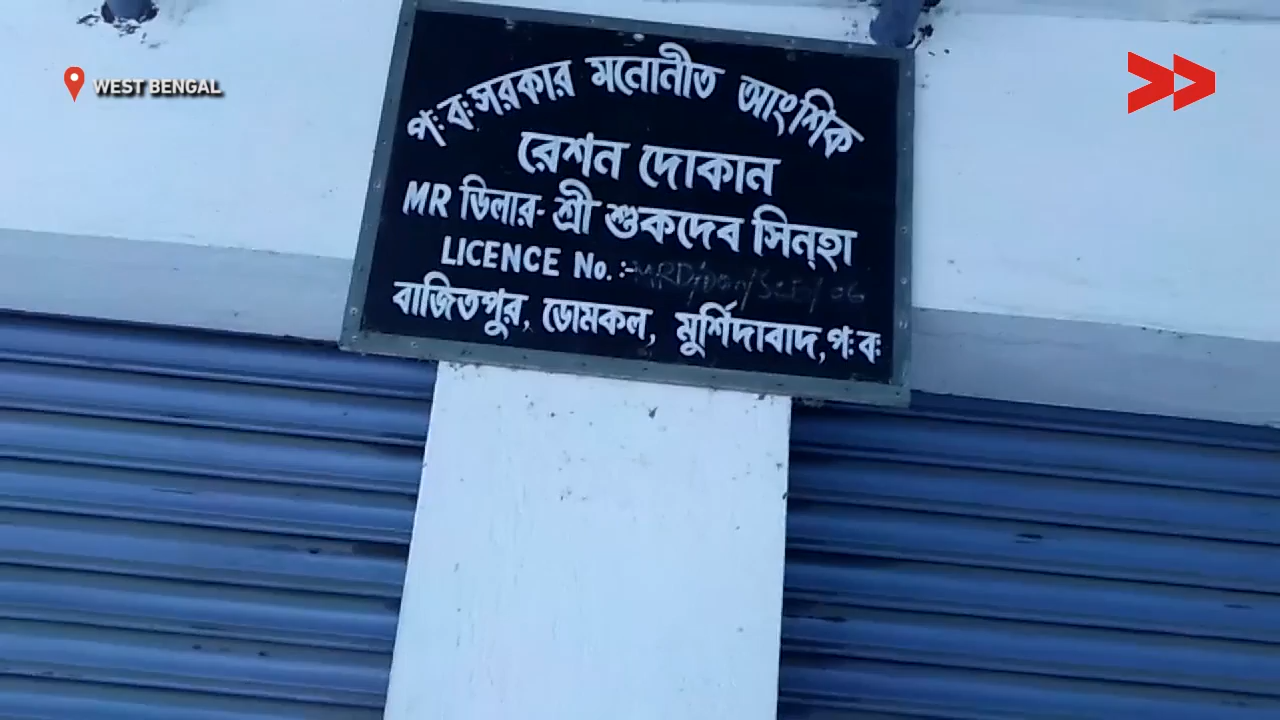 WEST BENGAL
প: ব: সরকার মনোনীত আংশিক
রেশন দোকান
MR ডিলার- শ্রী শুকদেব সিন্‌হা
LICENCE No. :-
বাজিতপুর, ডোমকল, মুর্শিদাবাদ, প: ব: